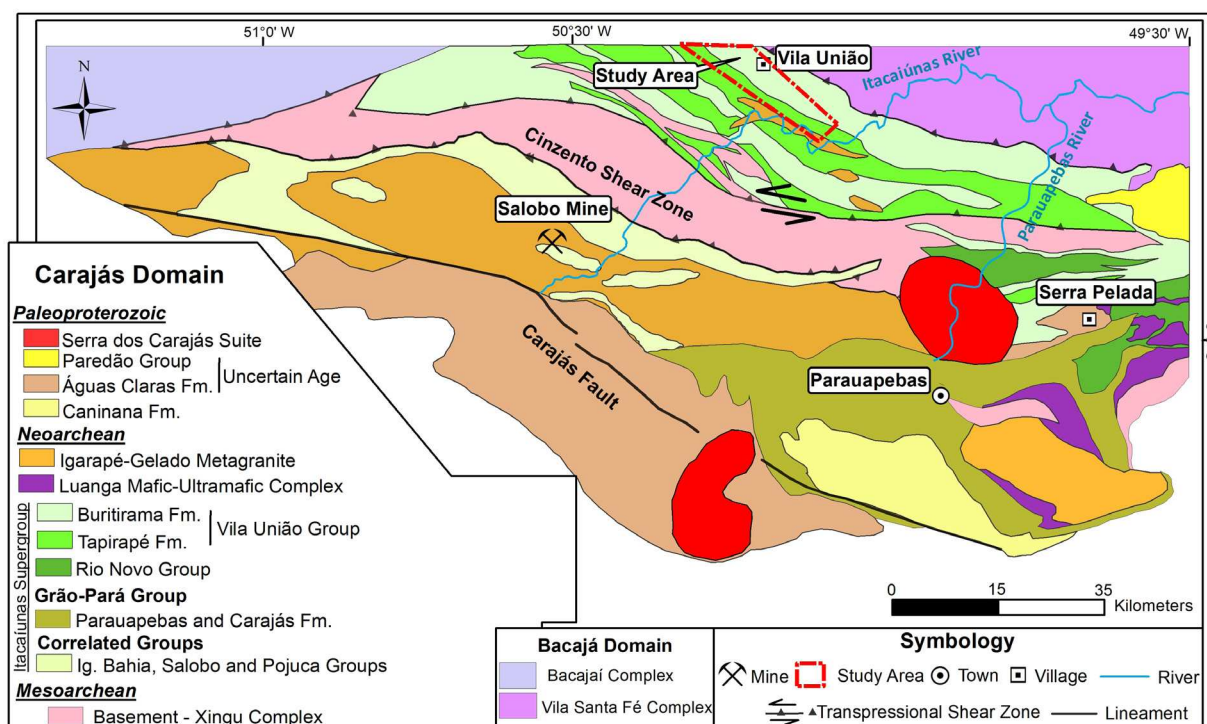 51°0' W
50°30' W
49°30' W
N
Study Area
Vila União
Itacaiúnas River
Parauapebas River
Cinzento Shear Zone
Salobo Mine
Serra Pelada
Carajás Fault
Parauapebas
Carajás Domain
Paleoproterozoic
Serra dos Carajás Suite
Paredão Group
Águas Claras Fm.
Uncertain Age
Caninana Fm.
Neoarchean
Igarapé-Gelado Metagranite
Luanga Mafic-Ultramafic Complex
Itacaiunas Supergroup
Buritirama Fm.
Vila União Group
Tapirapé Fm.
Rio Novo Group
Grão-Pará Group
Parauapebas and Carajás Fm.
Correlated Groups
Ig. Bahia, Salobo and Pojuca Groups
Mesoarchean
Basement - Xingu Complex
0 15 35
Kilometers
Bacajá Domain
Bacajaí Complex
Vila Santa Fé Complex
Symbology
Mine Study Area Town Village River
Transpressional Shear Zone Lineament